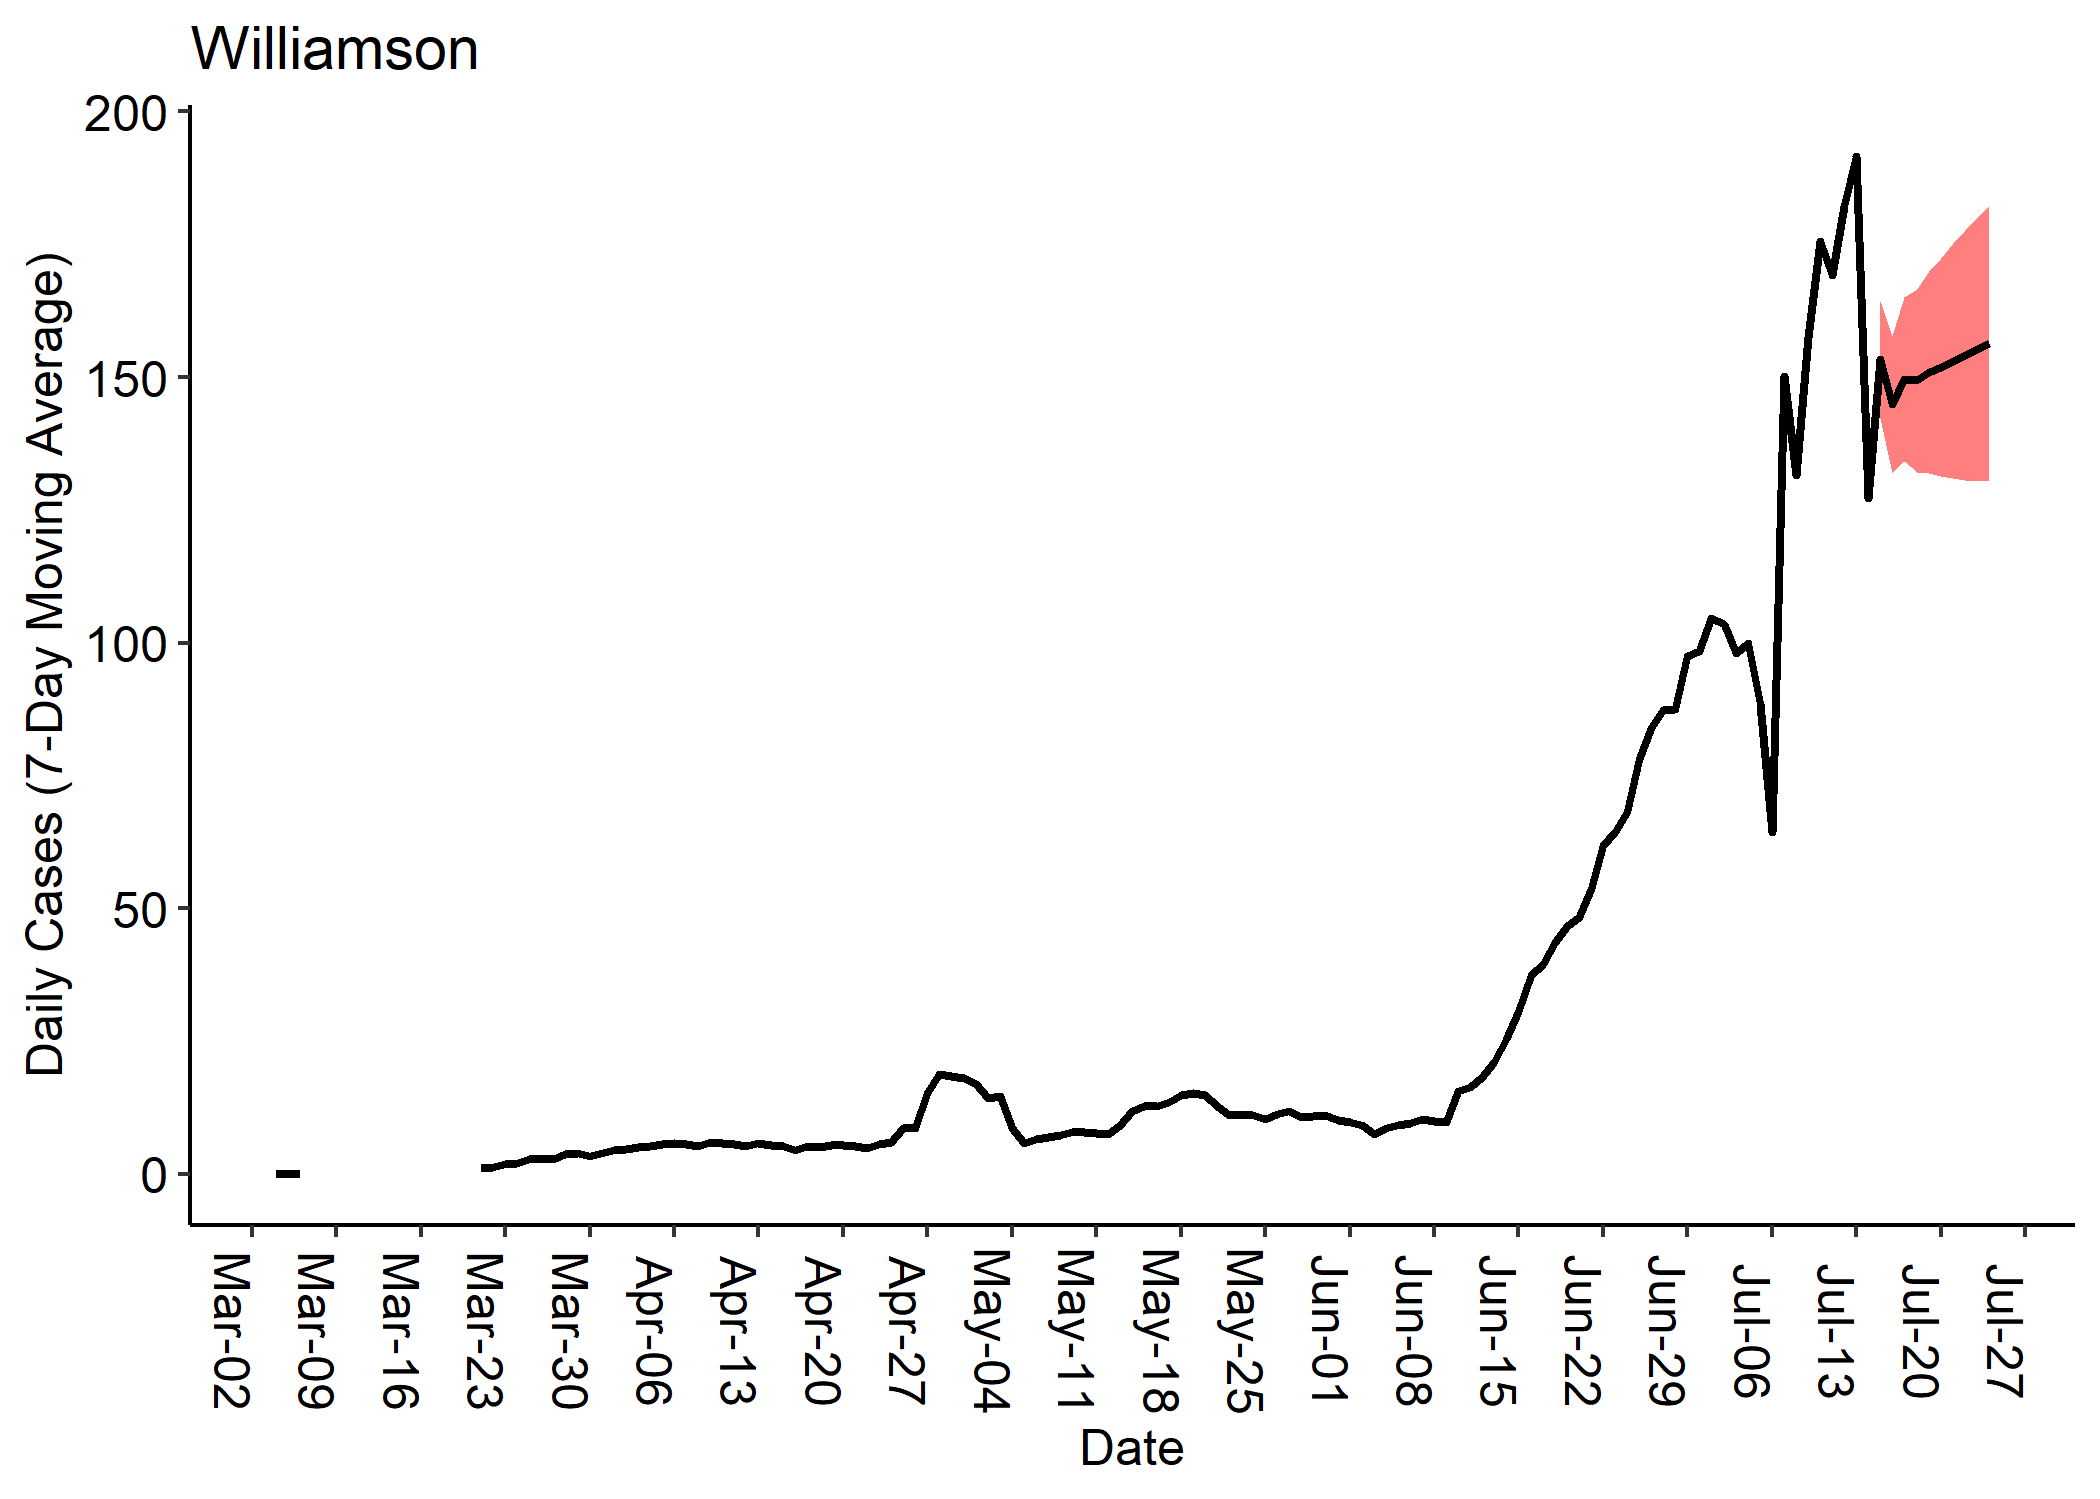 Williamson
200
150
100
50
0
Daily Cases (7-Day Moving Average)
Mar-02
Mar-09
Mar-16
Mar-23
Mar-30
Apr-06
Apr-13
Apr-20
Apr-27
May-04
May-11
May-18
May-25
Jun-01
Jun-08
Jun-15
Jun-22
Jun-29
Jul-06
Jul-13
Jul-20
Jul-27
Date